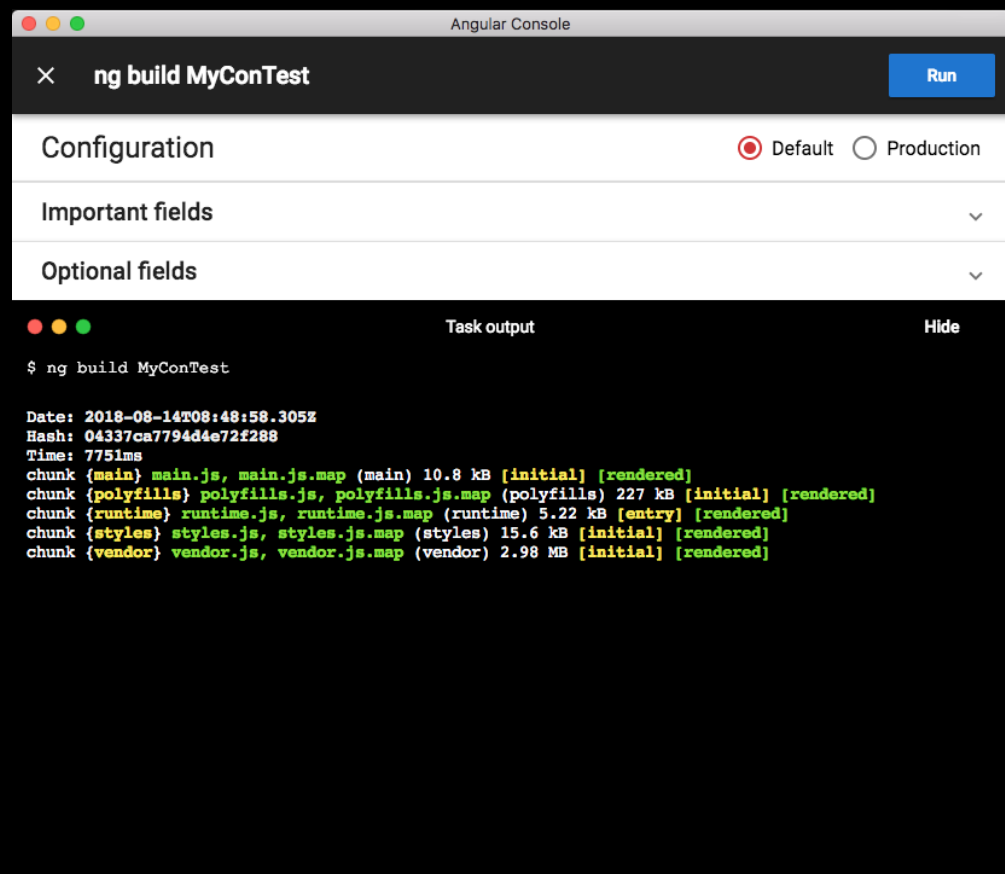 Angular Console
ng build MyConTest Run
Configuration Default Production
Important fields
Optional fields
Task output Hide
$ ng build MyConTest
Date: 2018-08-14T08:48:58.305Z
Hash: 04337ca7794d4e72f288
Time: 7751ms
chunk {main} main.js, main.js.map (main) 10.8 kB [initial] [rendered]
chunk {polyfills} polyfills.js, polyfills.js.map (polyfills) 227 kB [initial] [rendered]
chunk {runtime} runtime.js, runtime.js.map (runtime) 5.22 kB [entry] [rendered]
chunk {styles} styles.js, styles.js.map (styles) 15.6 kB [initial] [rendered]
chunk {vendor} vendor.js, vendor.js.map (vendor) 2.98 MB [initial] [rendered]